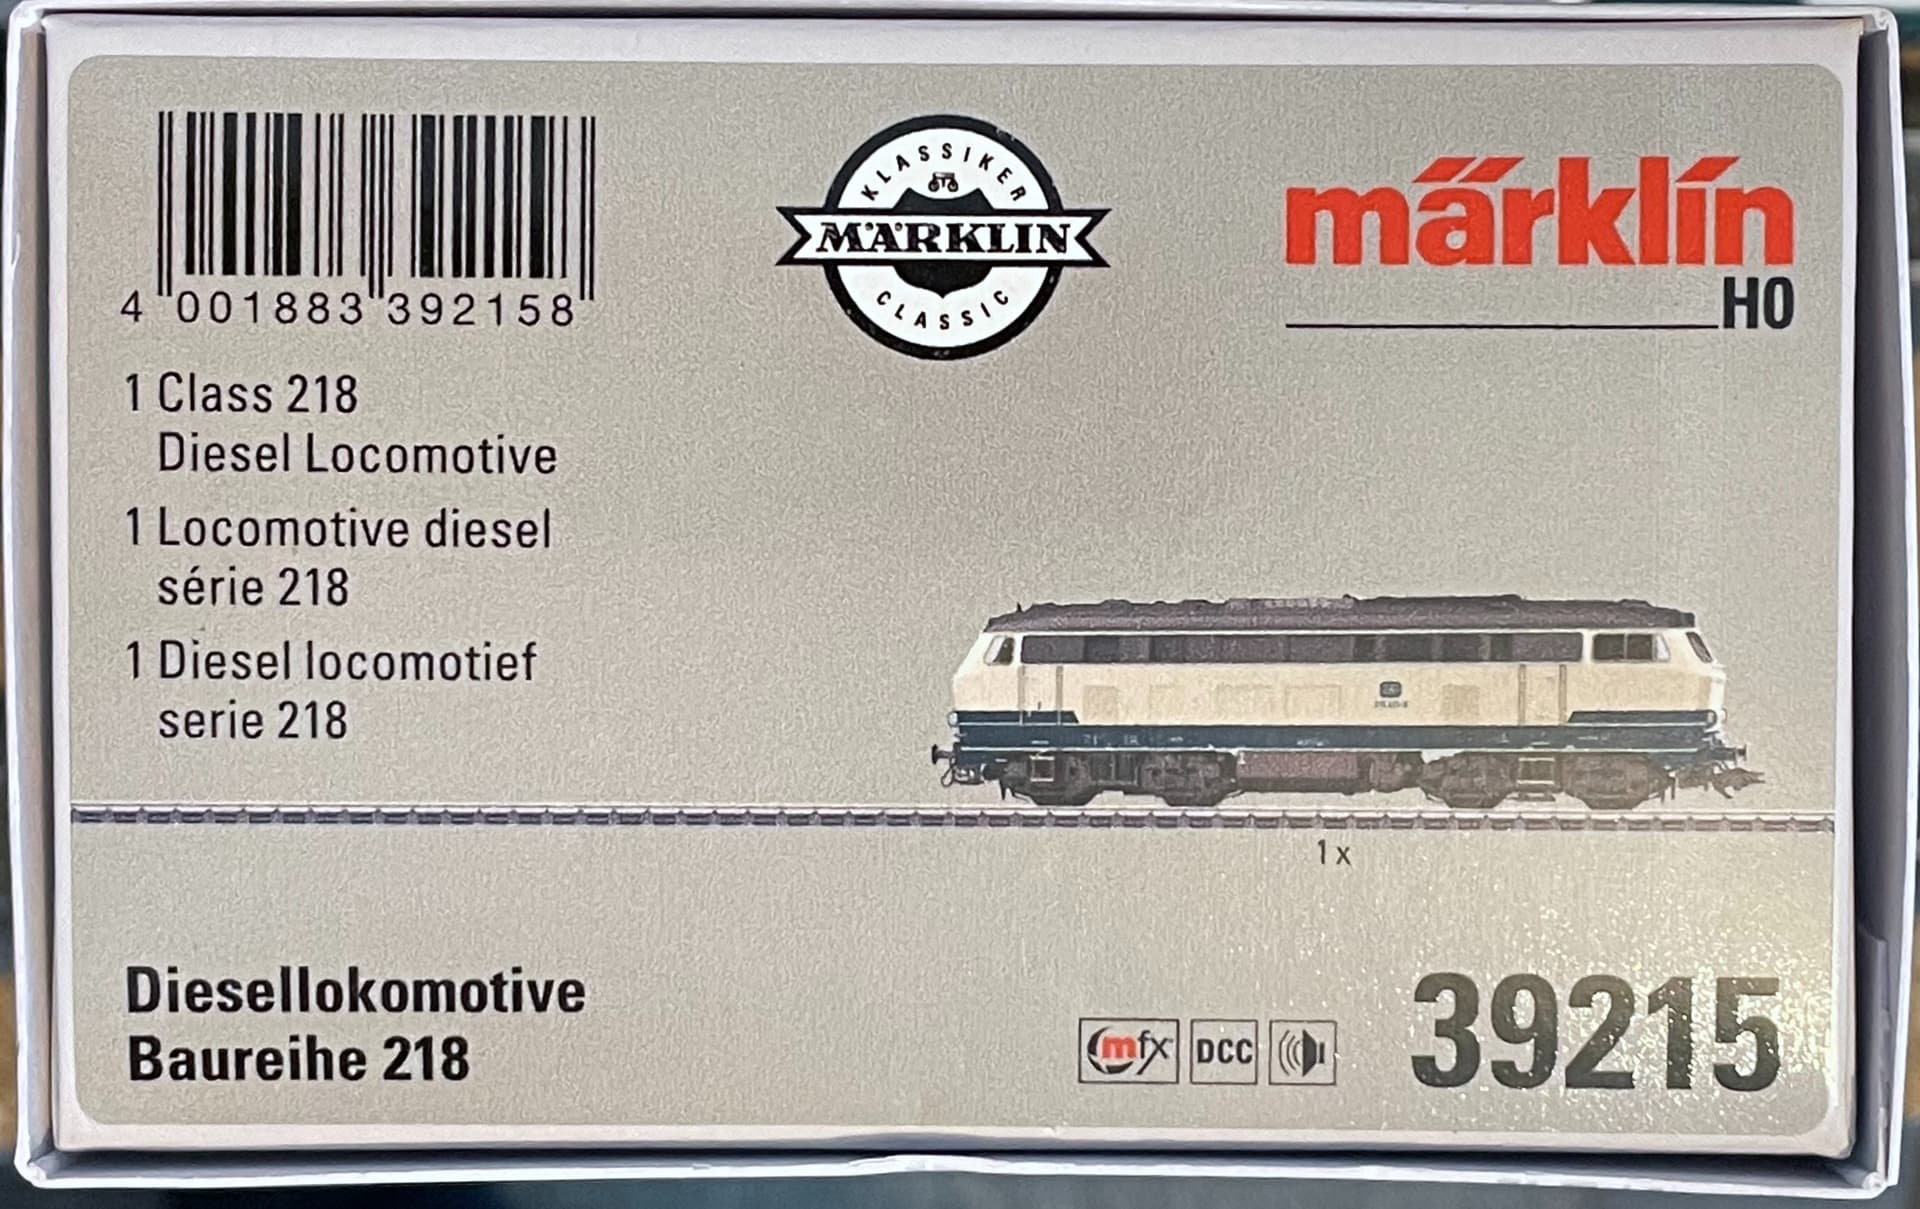 KLASSIKER
MÄRKLIN
CLASSIC
märklín
H0
4 001883 392158
1 Class 218
Diesel Locomotive
1 Locomotive diesel
série 218
1 Diesel locomotief
serie 218
1 x
Diesellokomotive
Baureihe 218
mfx
DCC
39215